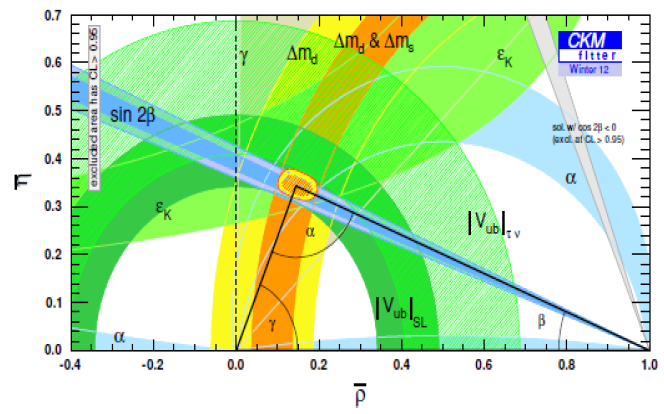 0.7
0.6
0.5
0.4
0.3
0.2
0.1
0.0
η̄
excluded area has CL > 0.95
γ
Δm_d
Δm_d & Δm_s
ε_K
CKM
fitter
Winter 12
sin 2β
sol. w/ cos 2β < 0
(excl. at CL > 0.95)
α
ε_K
α
|V_ub|_τν
|V_ub|_SL
α
γ
β
-0.4
-0.2
0.0
0.2
0.4
0.6
0.8
1.0
ρ̄